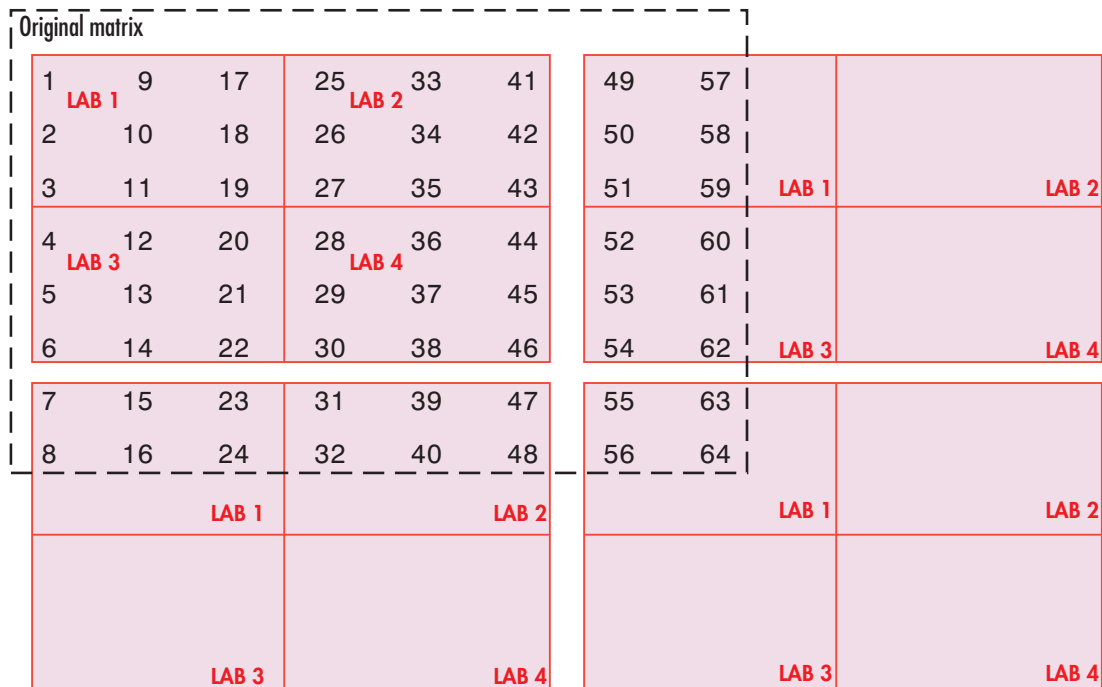 Original matrix
1 9 17 25 33 41 49 57
LAB 1 LAB 2
2 10 18 26 34 42 50 58
3 11 19 27 35 43 51 59 LAB 1 LAB 2
4 12 20 28 36 44 52 60
LAB 3 LAB 4
5 13 21 29 37 45 53 61
6 14 22 30 38 46 54 62 LAB 3 LAB 4
7 15 23 31 39 47 55 63
8 16 24 32 40 48 56 64
LAB 1 LAB 2 LAB 1 LAB 2
LAB 3 LAB 4 LAB 3 LAB 4